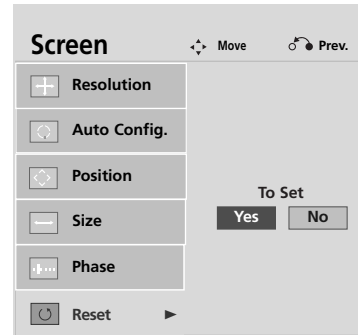 Screen
Move
Prev.
Resolution
Auto Config.
Position
Size
Phase
Reset
To Set
Yes
No